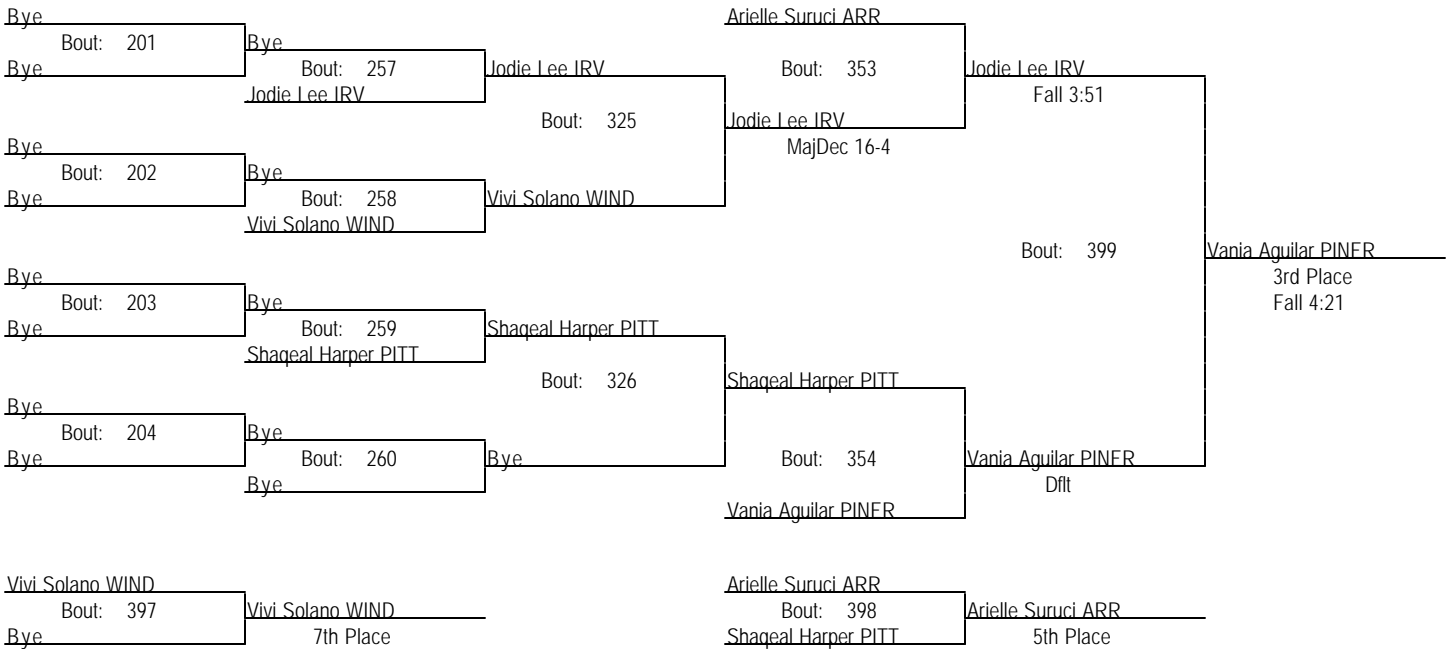 Bye
Bout: 201
Bye
Bye
Bout: 257
Jodie Lee IRV
Jodie Lee IRV
Bout: 325
Bye
Bout: 202
Bye
Bye
Bout: 258
Vivi Solano WIND
Vivi Solano WIND
Arielle Suruci ARR
Bout: 353
Jodie Lee IRV
MajDec 16-4
Jodie Lee IRV
Fall 3:51
Bye
Bout: 203
Bye
Bye
Bout: 259
Shaqeal Harper PITT
Shaqeal Harper PITT
Bout: 326
Bye
Bout: 204
Bye
Bye
Bout: 260
Bye
Bye
Shaqeal Harper PITT
Bout: 354
Vania Aguilar PINER
Vania Aguilar PINER
Dflt
Bout: 399
Vania Aguilar PINER
3rd Place
Fall 4:21
Vivi Solano WIND
Bout: 397
Bye
Vivi Solano WIND
7th Place
Arielle Suruci ARR
Bout: 398
Shaqeal Harper PITT
Arielle Suruci ARR
5th Place